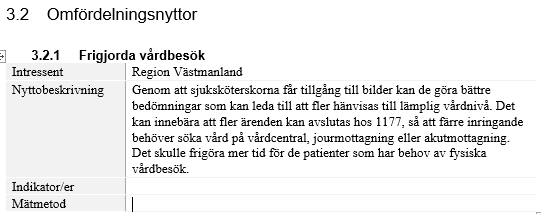 3.2 Omfördelningsnyttor
3.2.1 Frigjorda vårdbesök
Intressent Region Västmanland
Nyttobeskrivning Genom att sjuksköterskorna får tillgång till bilder kan de göra bättre
bedömningar som kan leda till att fler hänvisas till lämplig vårdnivå. Det
kan innebära att fler ärenden kan avslutas hos 1177, så att färre inringande
behöver söka vård på vårdcentral, jourmottagning eller akutmottagning.
Det skulle frigöra mer tid för de patienter som har behov av fysiska
vårdbesök.
Indikator/er
Mätmetod